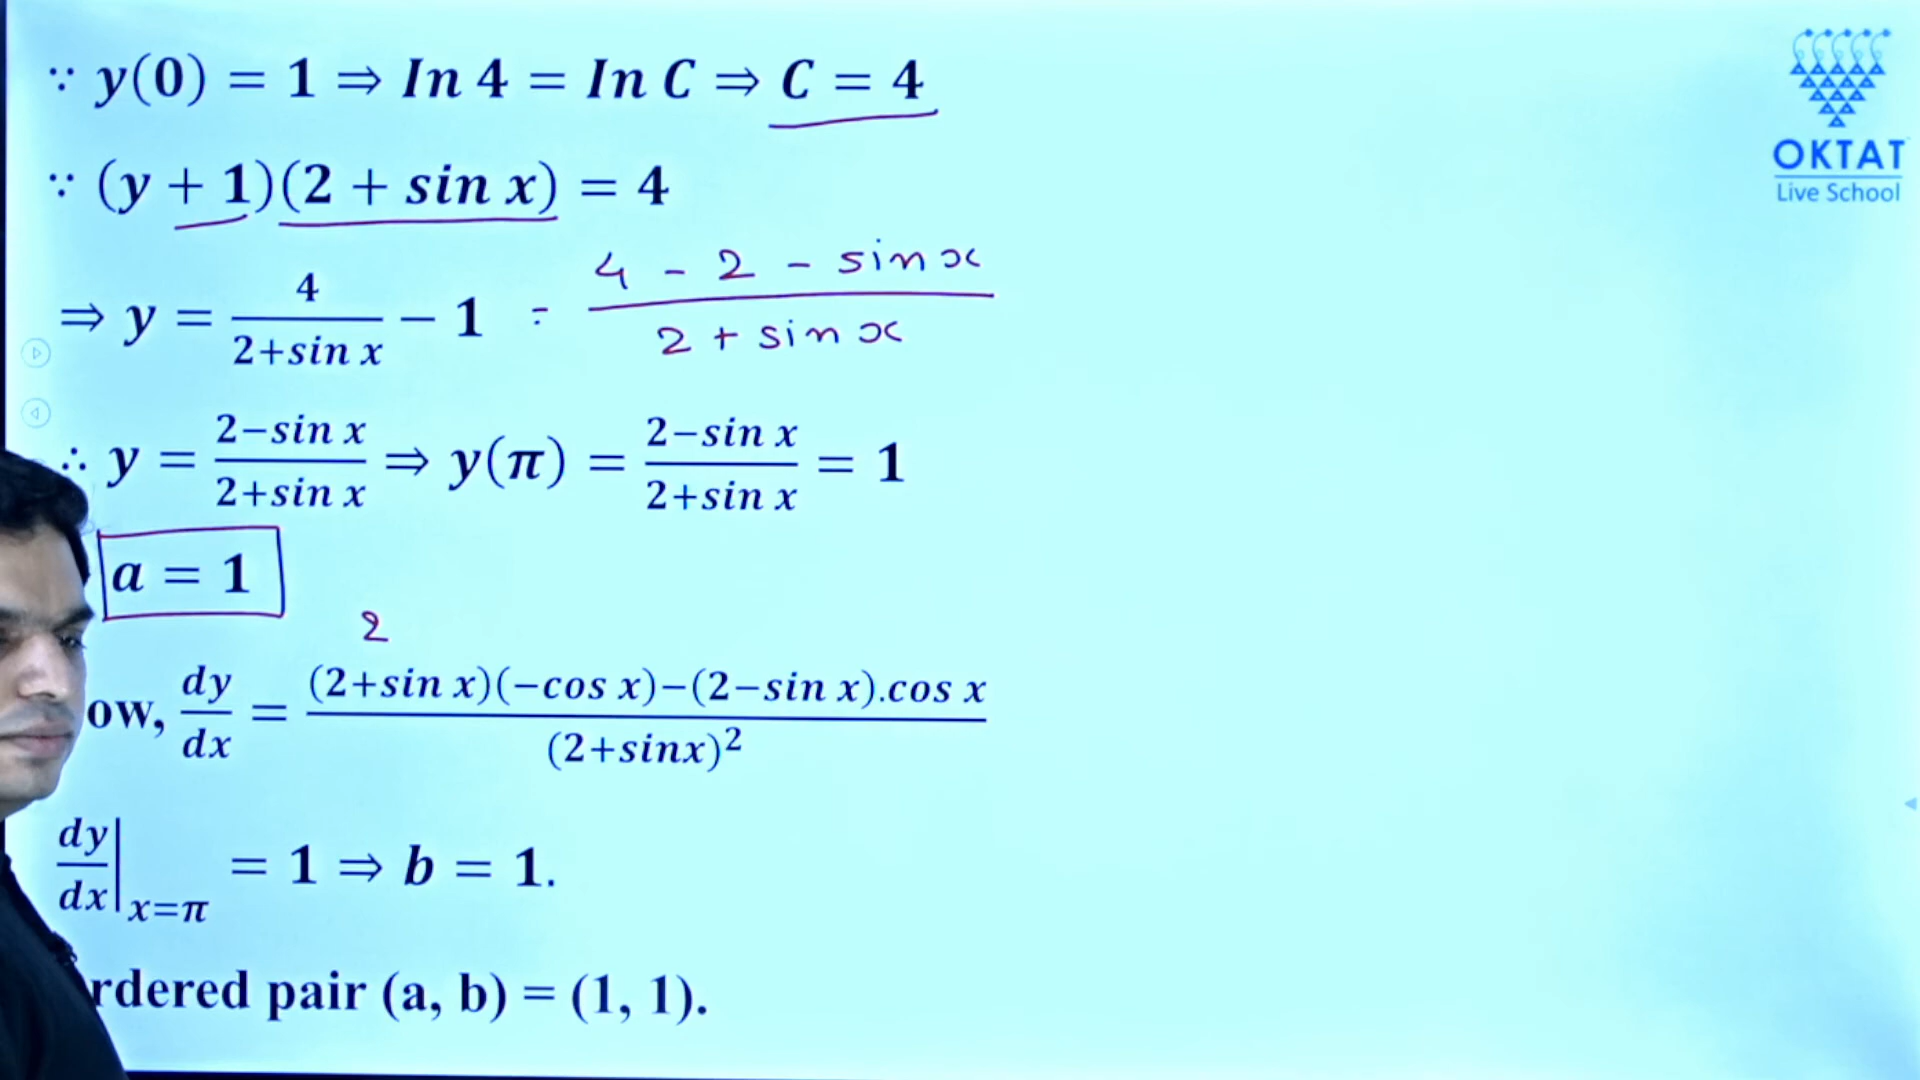 ∵ y(0) = 1 ⇒ In 4 = In C ⇒ C = 4
∵ (y + 1)(2 + sin x) = 4
⇒ y = 4/(2+sin x) − 1 = (4 - 2 - sin x)/(2 + sin x)
∴ y = (2−sin x)/(2+sin x) ⇒ y(π) = (2−sin x)/(2+sin x) = 1
a = 1
2
ow, dy/dx = ((2+sin x)(−cos x)−(2−sin x).cos x)/(2+sinx)²
dy/dx|x=π = 1 ⇒ b = 1.
rdered pair (a, b) = (1, 1).
OKTAT
Live School